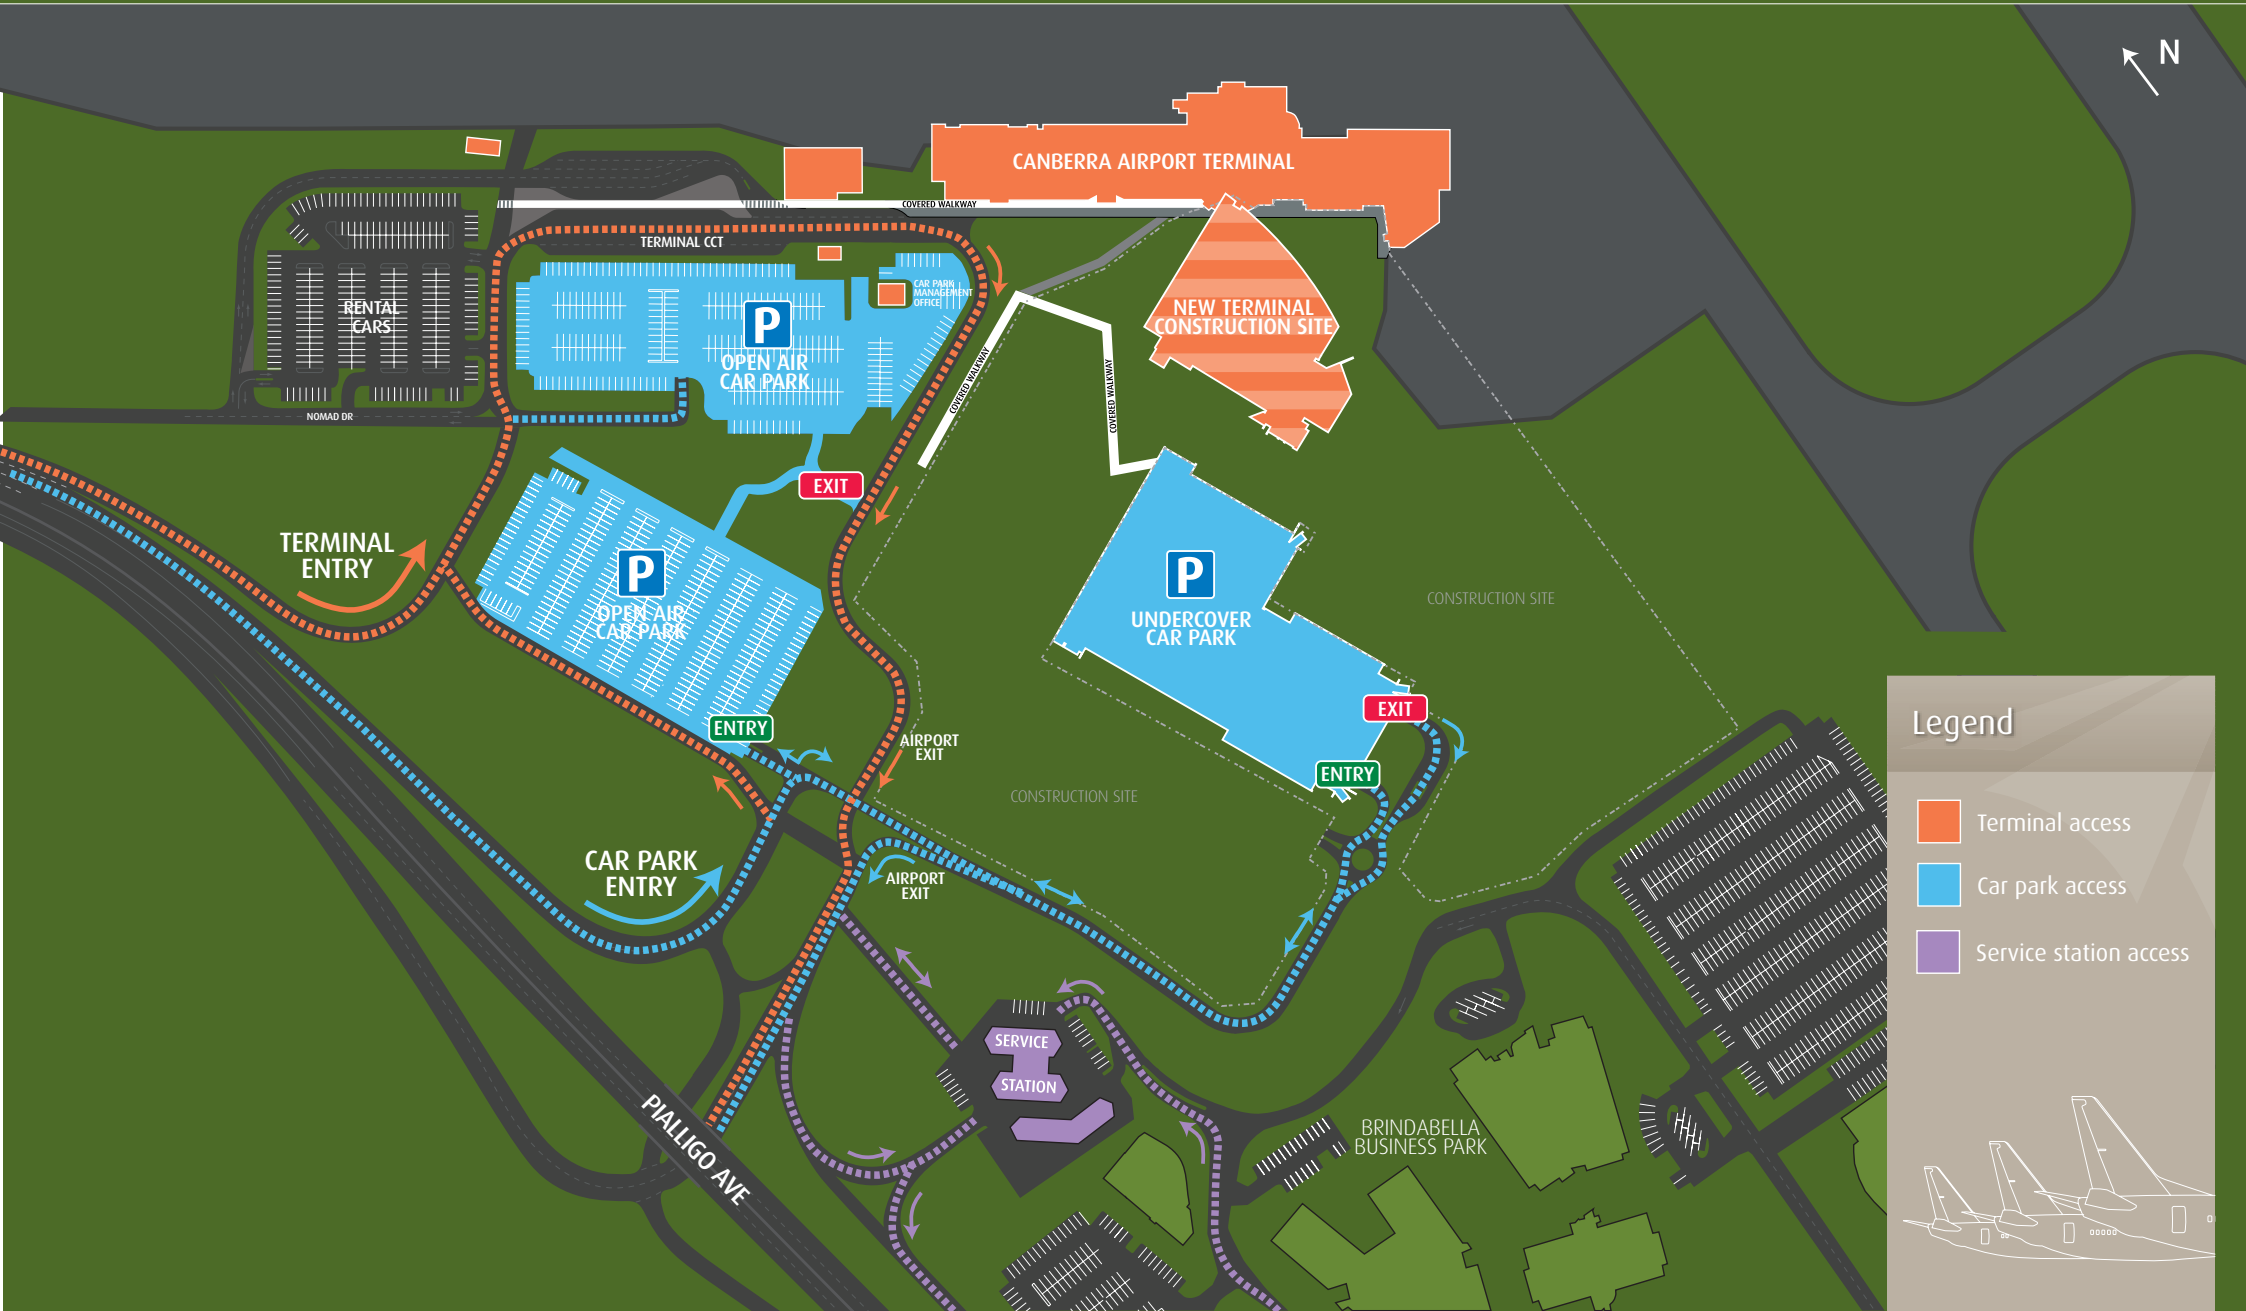 N
CANBERRA AIRPORT TERMINAL
COVERED WALKWAY
TERMINAL CCT
CAR PARK
MANAGEMENT
OFFICE
RENTAL
CARS
P
OPEN AIR
CAR PARK
NEW TERMINAL
CONSTRUCTION SITE
COVERED WALKWAY
COVERED WALKWAY
NOMAD DR
EXIT
TERMINAL
ENTRY
P
OPEN AIR
CAR PARK
P
UNDERCOVER
CAR PARK
CONSTRUCTION SITE
EXIT
ENTRY
AIRPORT
EXIT
ENTRY
CONSTRUCTION SITE
CAR PARK
ENTRY
AIRPORT
EXIT
SERVICE
STATION
PIALLIGO AVE
BRINDABELLA
BUSINESS PARK
Legend
Terminal access
Car park access
Service station access